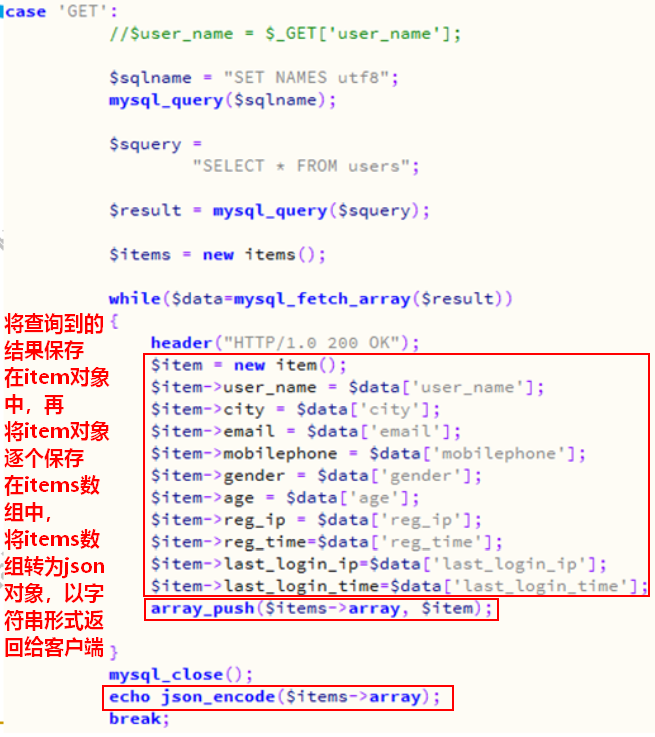 case 'GET':
//$user_name = $_GET['user_name'];
$sqlname = "SET NAMES utf8";
mysql_query($sqlname);
$squery =
"SELECT * FROM users";
$result = mysql_query($squery);
$items = new items();
while($data=mysql_fetch_array($result))
{
header("HTTP/1.0 200 OK");
$item = new item();
$item->user_name = $data['user_name'];
$item->city = $data['city'];
$item->email = $data['email'];
$item->mobilephone = $data['mobilephone'];
$item->gender = $data['gender'];
$item->age = $data['age'];
$item->reg_ip = $data['reg_ip'];
$item->reg_time=$data['reg_time'];
$item->last_login_ip=$data['last_login_ip'];
$item->last_login_time=$data['last_login_time'];
array_push($items->array, $item);
}
mysql_close();
echo json_encode($items->array);
break;
将查询到的
结果保存
在item对象
中，再
将item对象
逐个保存
在items数
组中，
将items数
组转为json
对象，以字
符串形式返
回给客户端